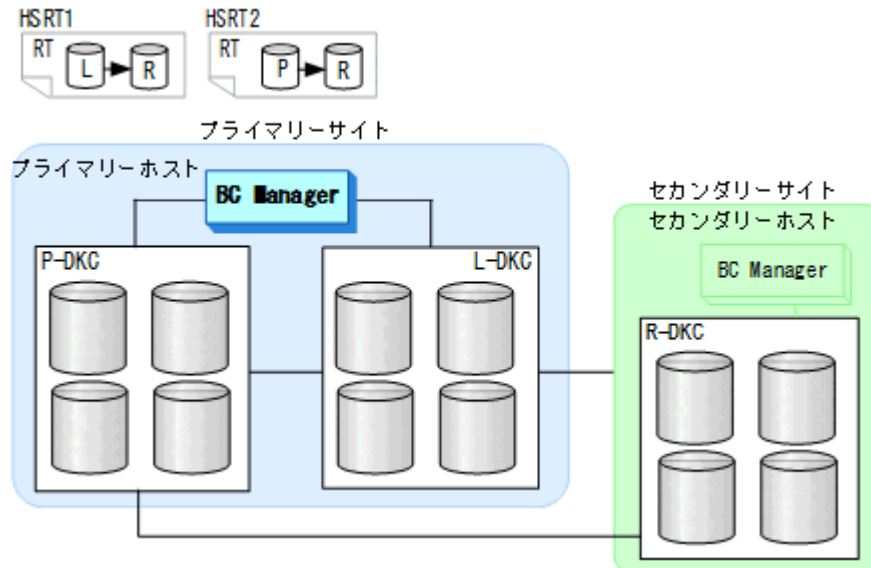 HSRT1
HSRT2
RT
L
R
RT
P
R
プライマリーサイト
プライマリーホスト
BC Manager
セカンダリーサイト
セカンダリーホスト
BC Manager
P-DKC
L-DKC
R-DKC